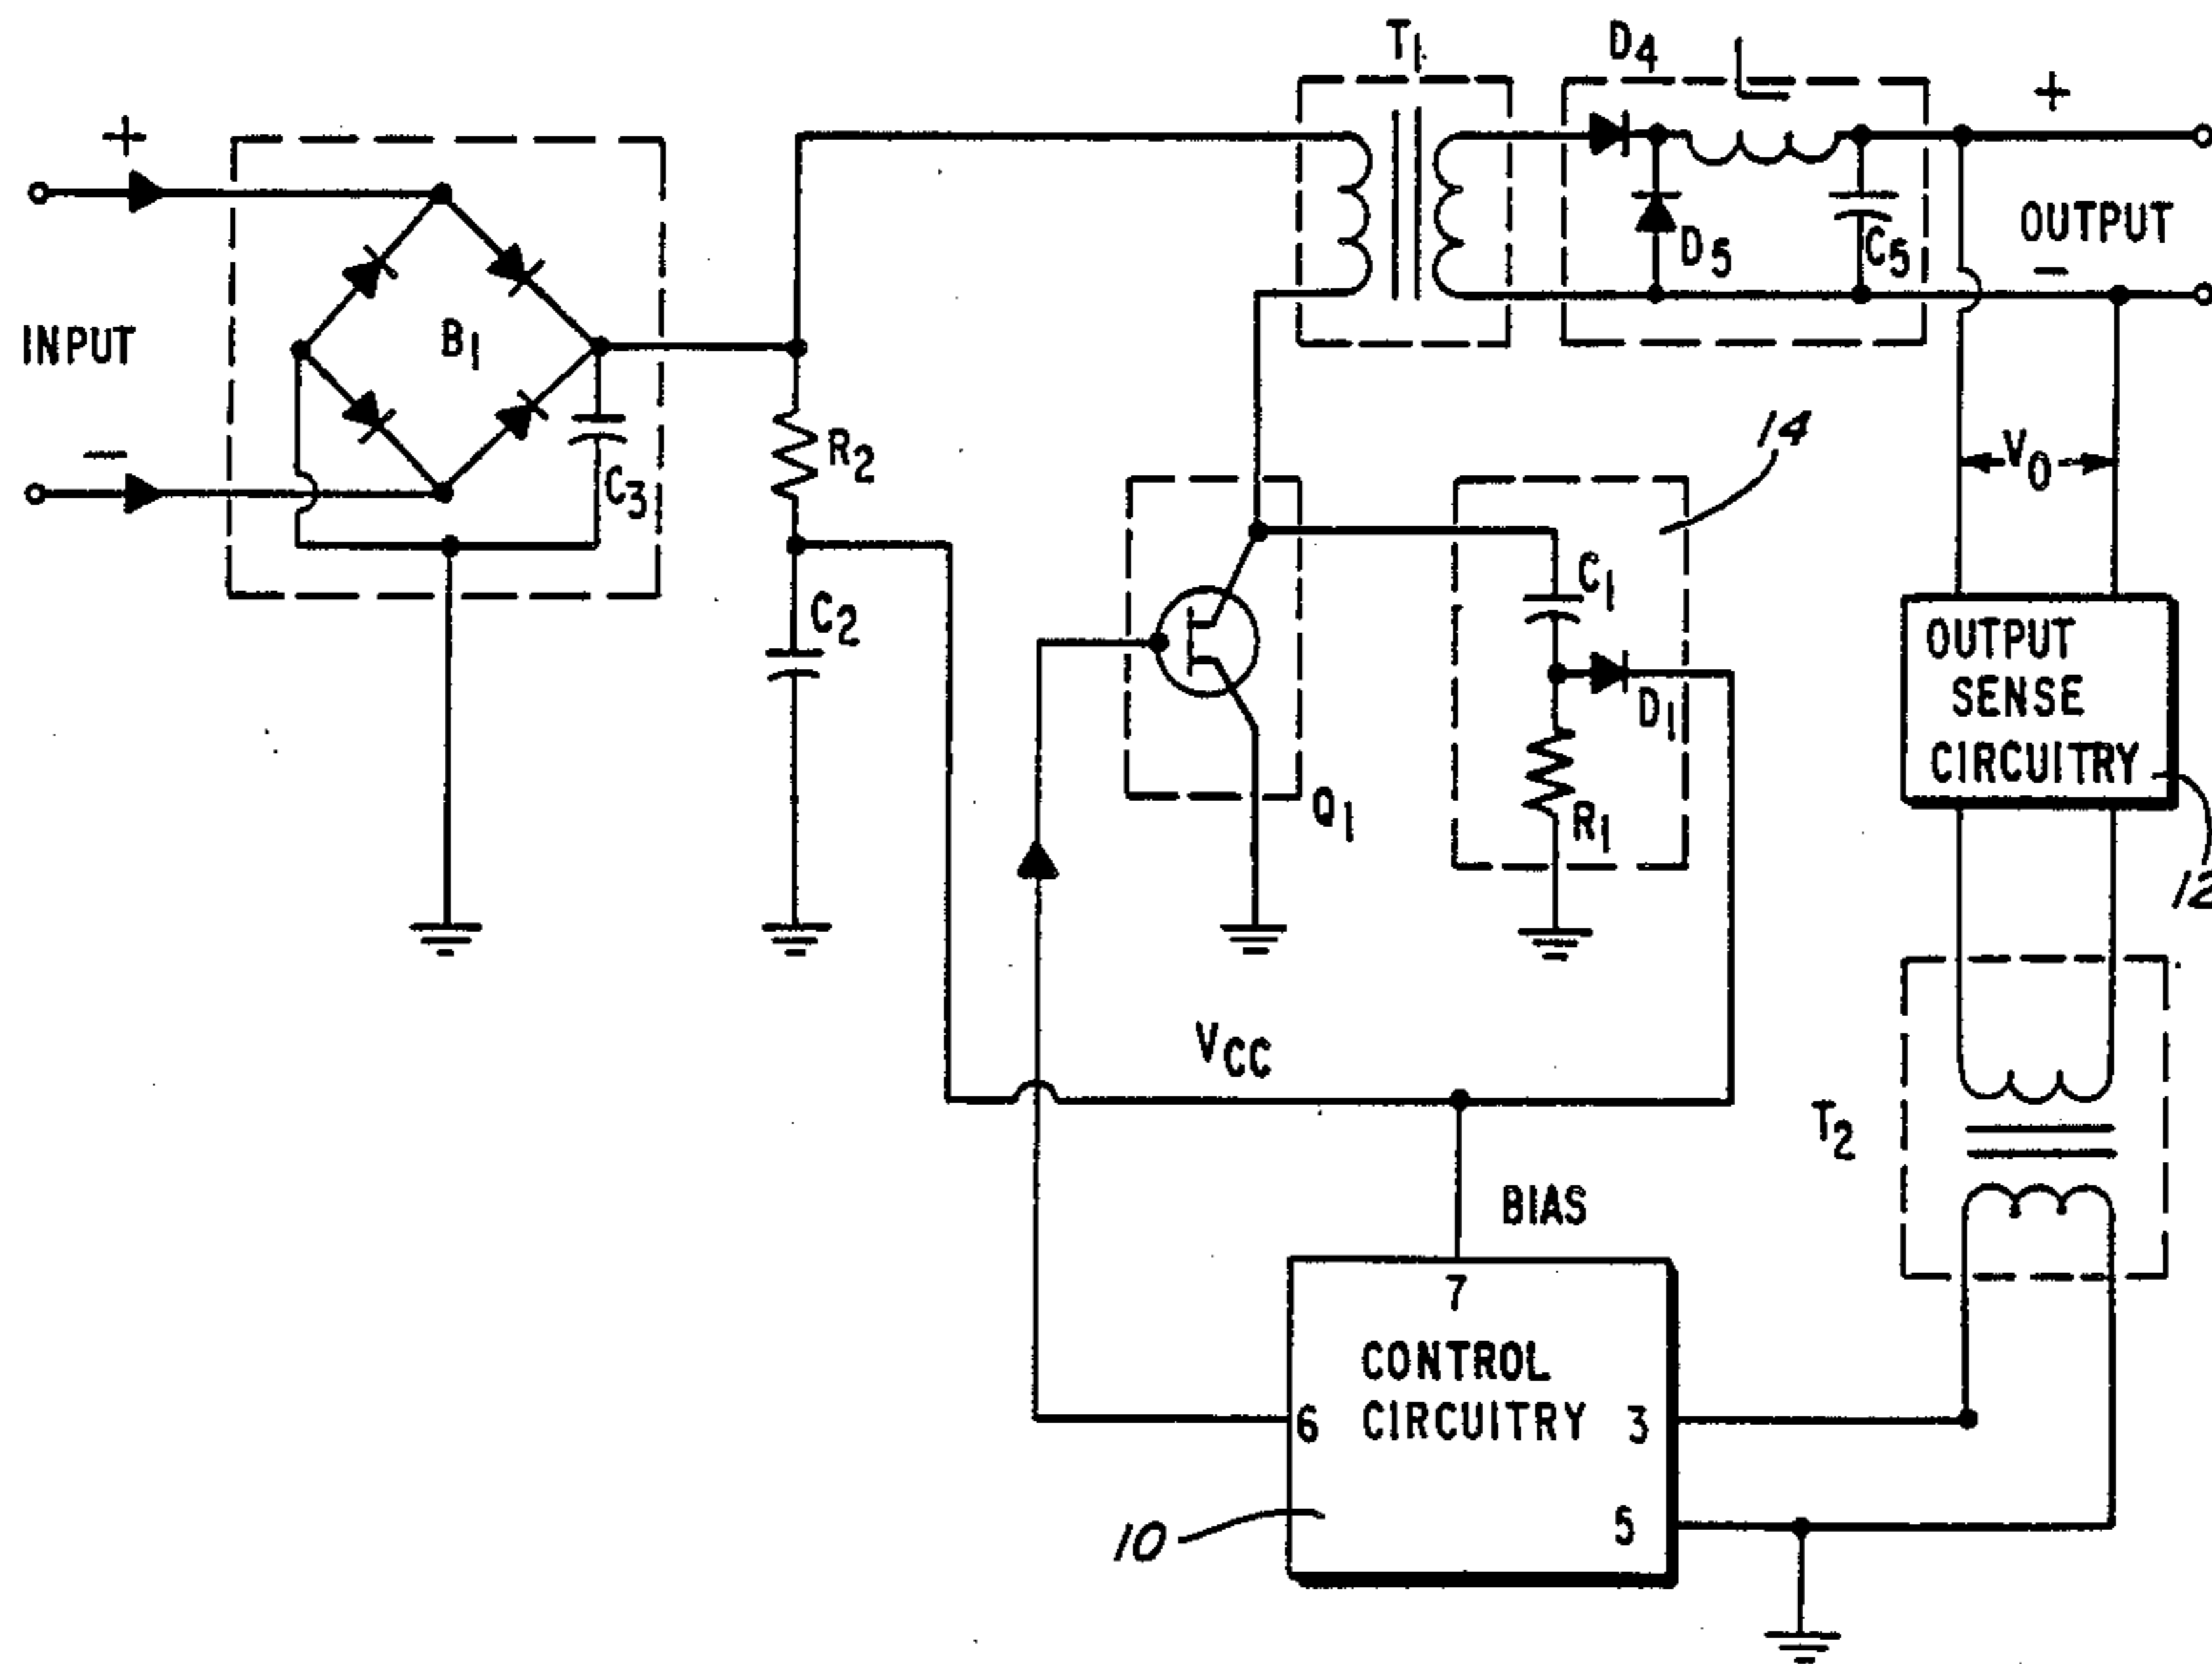 T1
D4
L
+
+
D5
C5
OUTPUT
−
INPUT
B1
−
C3
R2
14
V0
C1
C2
D1
OUTPUT
SENSE
CIRCUITRY
Q1
R1
12
VCC
T2
BIAS
7
CONTROL
CIRCUITRY
6
3
5
10